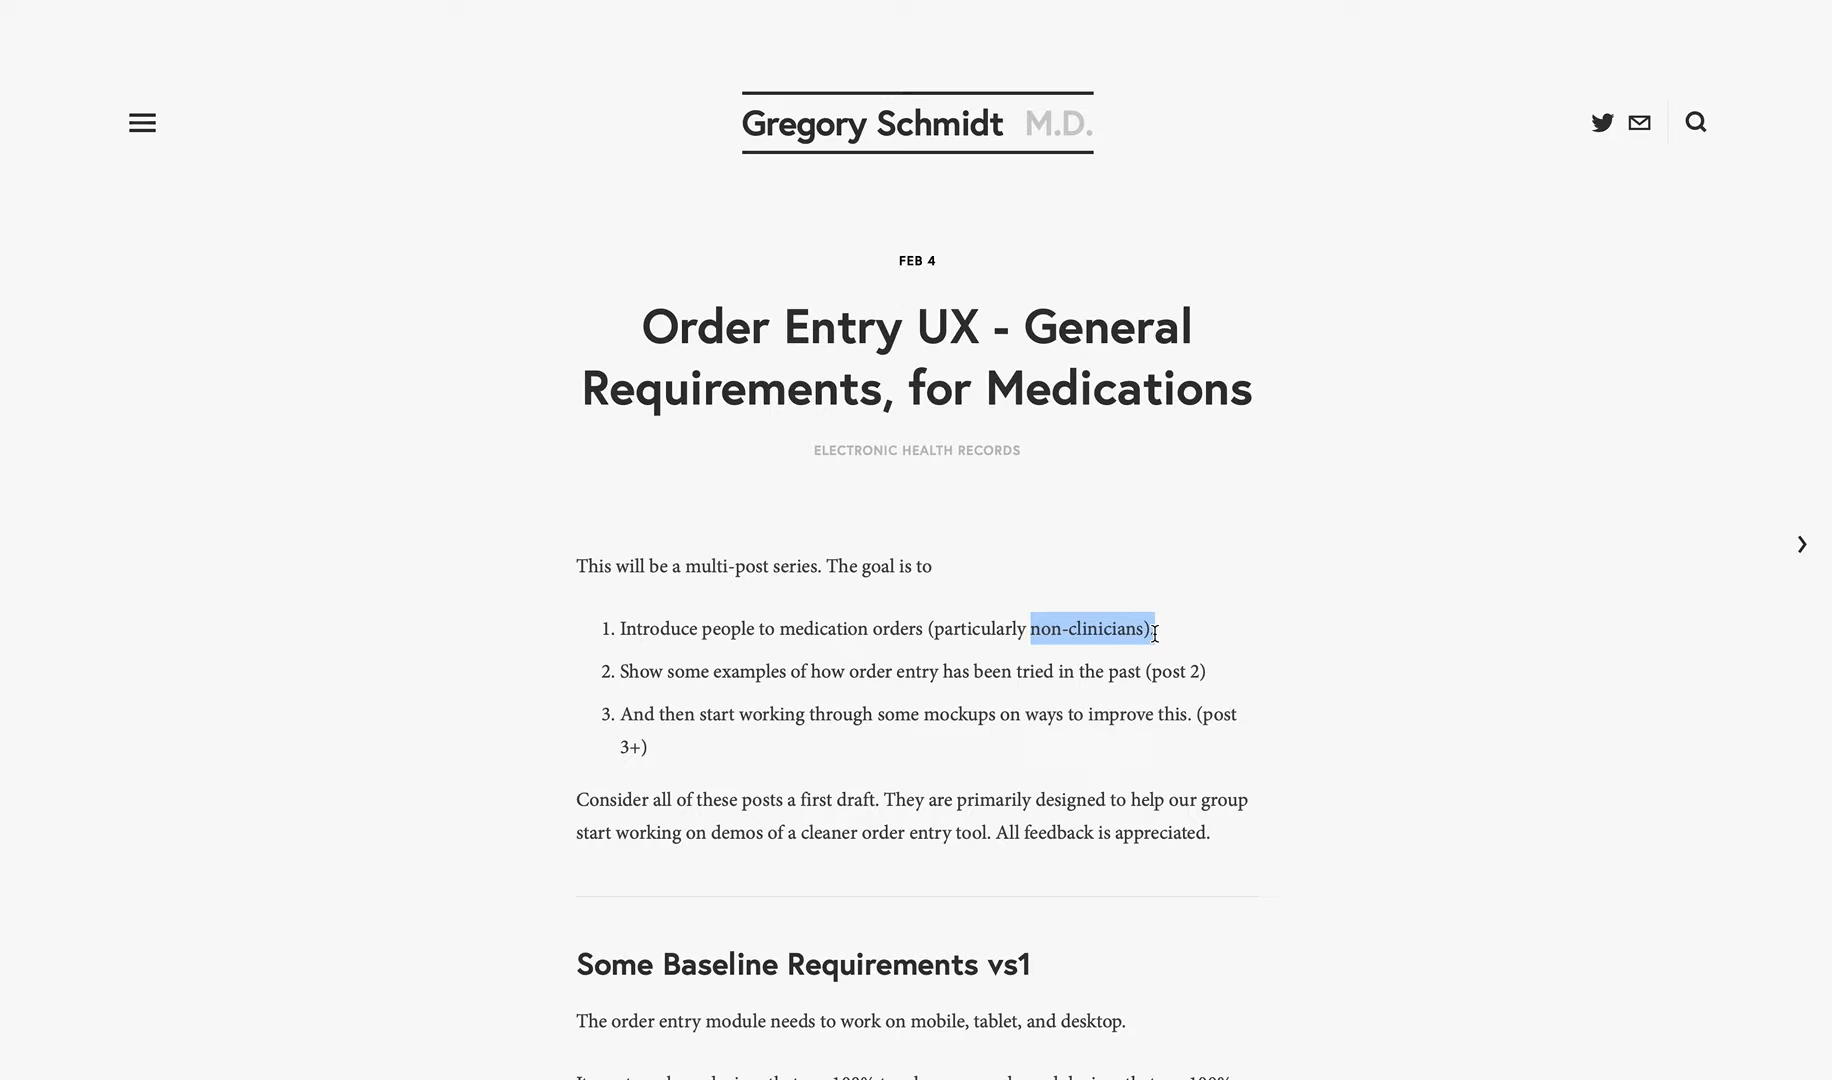 Gregory Schmidt M.D.
FEB 4
Order Entry UX - General
Requirements, for Medications
ELECTRONIC HEALTH RECORDS
This will be a multi-post series. The goal is to
1. Introduce people to medication orders (particularly non-clinicians).
2. Show some examples of how order entry has been tried in the past (post 2)
3. And then start working through some mockups on ways to improve this. (post
3+)
Consider all of these posts a first draft. They are primarily designed to help our group
start working on demos of a cleaner order entry tool. All feedback is appreciated.
Some Baseline Requirements vs1
The order entry module needs to work on mobile, tablet, and desktop.